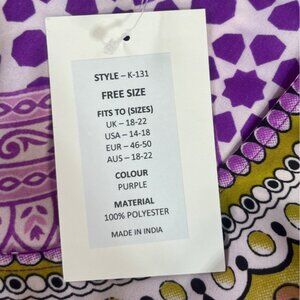 STYLE – K-131
FREE SIZE
FITS TO (SIZES)
UK – 18-22
USA – 14-18
EUR – 46-50
AUS – 18-22
COLOUR
PURPLE
MATERIAL
100% POLYESTER
MADE IN INDIA